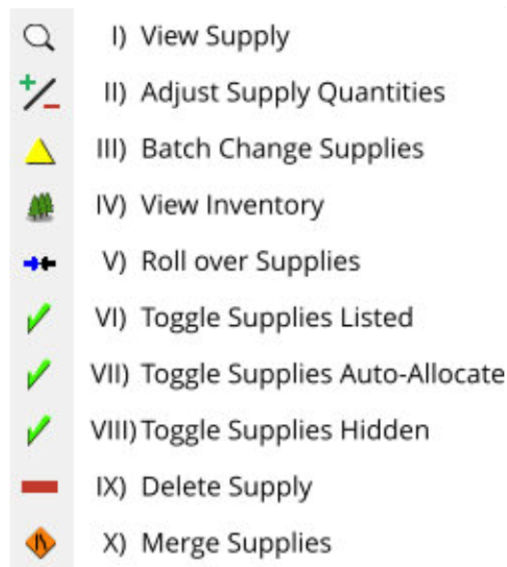 I) View Supply
II) Adjust Supply Quantities
III) Batch Change Supplies
IV) View Inventory
V) Roll over Supplies
VI) Toggle Supplies Listed
VII) Toggle Supplies Auto-Allocate
VIII) Toggle Supplies Hidden
IX) Delete Supply
X) Merge Supplies